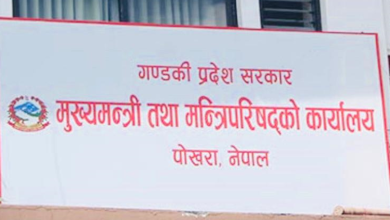 गण्डकी प्रदेश सरकार
मुख्यमन्त्री तथा मन्त्रिपरिषद्को कार्यालय
पोखरा, नेपाल